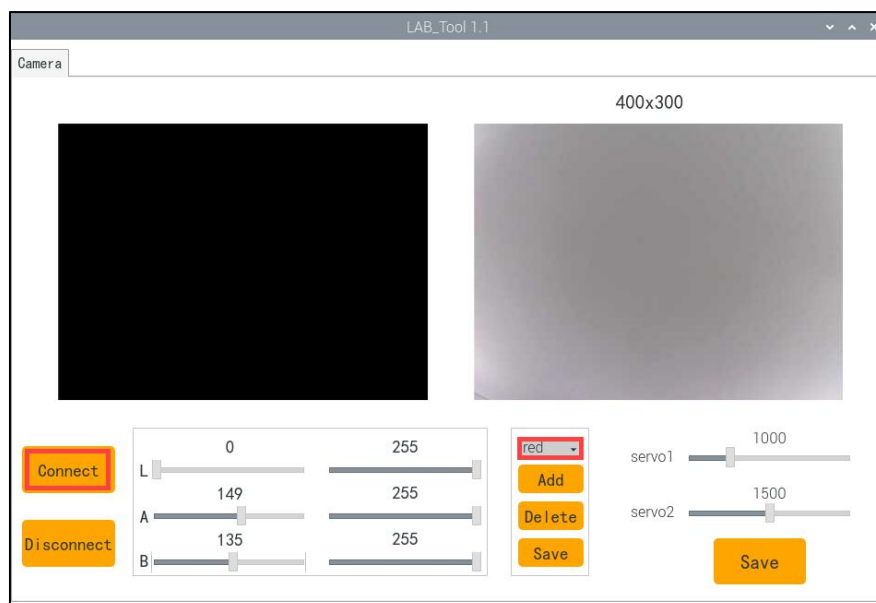 LAB_Tool 1.1
Camera
400x300
Connect
Disconnect
0 255
L
149 255
A
135 255
B
red
Add
Delete
Save
1000
servo1
1500
servo2
Save